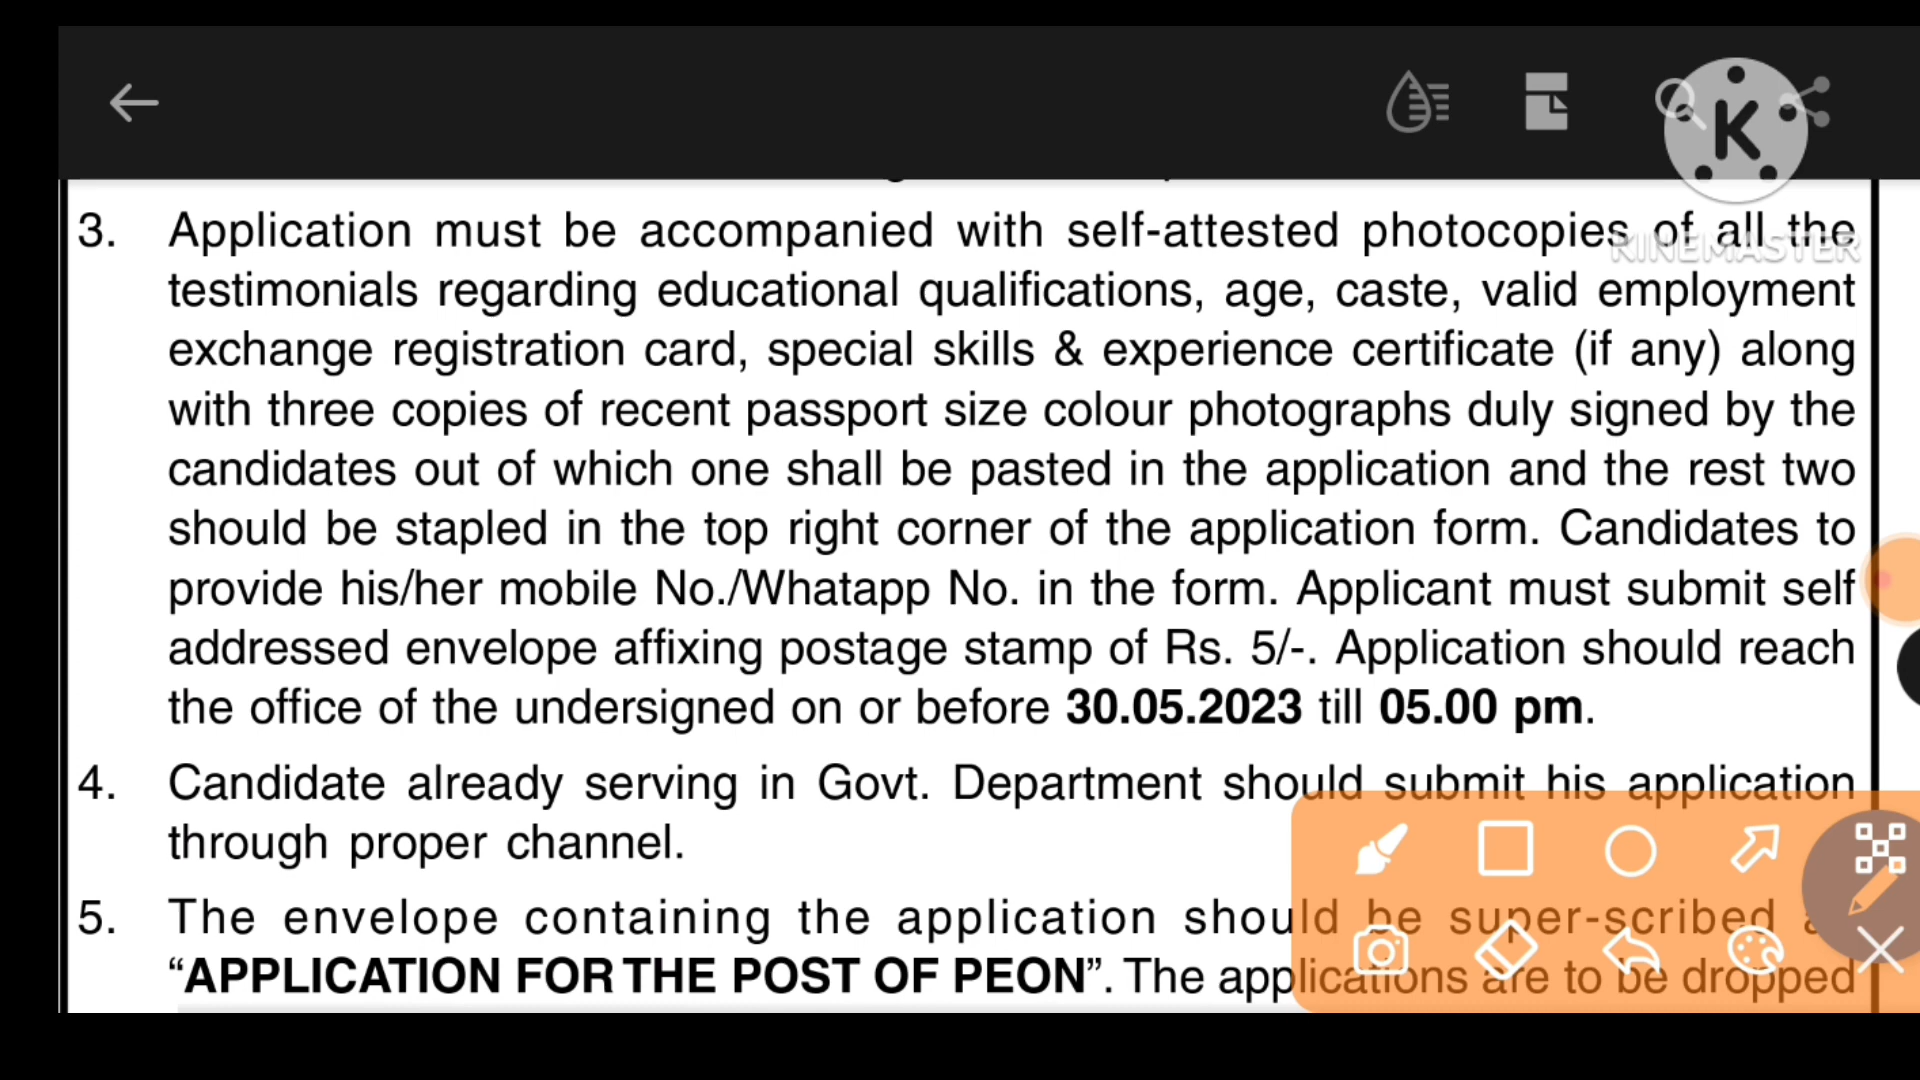 K
KINEMASTER
3. Application must be accompanied with self-attested photocopies of all the
testimonials regarding educational qualifications, age, caste, valid employment
exchange registration card, special skills & experience certificate (if any) along
with three copies of recent passport size colour photographs duly signed by the
candidates out of which one shall be pasted in the application and the rest two
should be stapled in the top right corner of the application form. Candidates to
provide his/her mobile No./Whatapp No. in the form. Applicant must submit self
addressed envelope affixing postage stamp of Rs. 5/-. Application should reach
the office of the undersigned on or before 30.05.2023 till 05.00 pm.
4. Candidate already serving in Govt. Department should submit his application
through proper channel.
5. The envelope containing the application should be super-scribed
“APPLICATION FOR THE POST OF PEON”. The applications are to be dropped